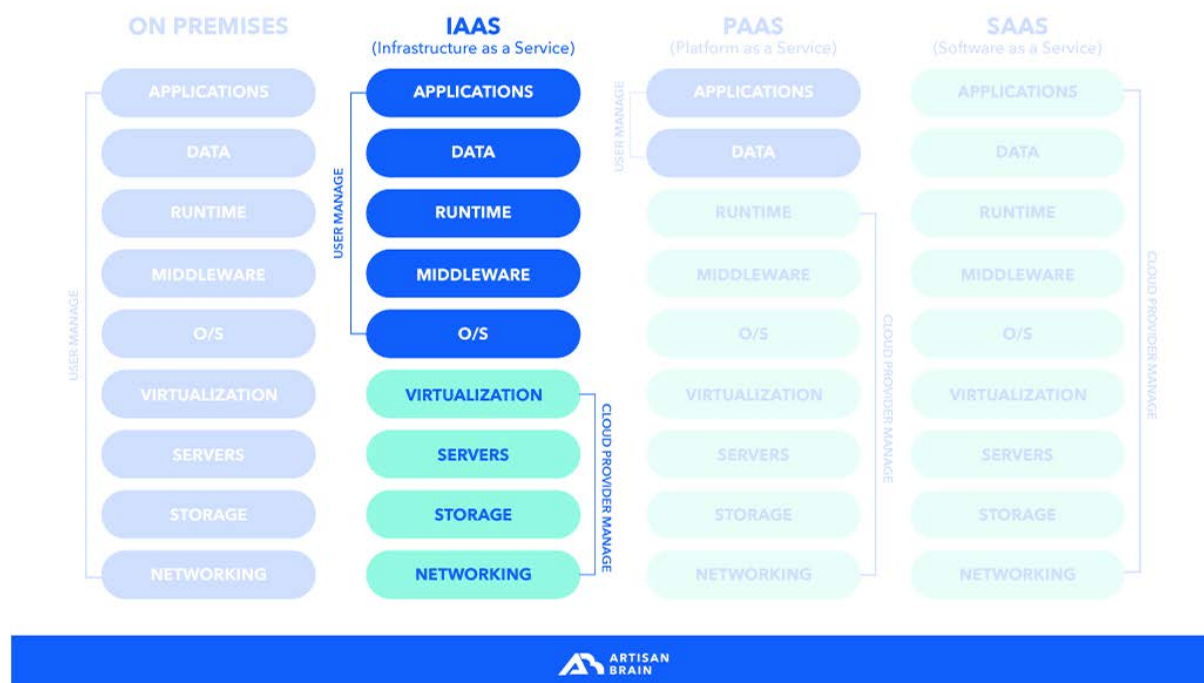 ON PREMISES
USER MANAGE
APPLICATIONS
DATA
RUNTIME
MIDDLEWARE
O/S
VIRTUALIZATION
SERVERS
STORAGE
NETWORKING
IAAS
(Infrastructure as a Service)
USER MANAGE
APPLICATIONS
DATA
RUNTIME
MIDDLEWARE
O/S
VIRTUALIZATION
SERVERS
STORAGE
NETWORKING
CLOUD PROVIDER MANAGE
PAAS
(Platform as a Service)
USER MANAGE
APPLICATIONS
DATA
RUNTIME
MIDDLEWARE
O/S
VIRTUALIZATION
SERVERS
STORAGE
NETWORKING
CLOUD PROVIDER MANAGE
SAAS
(Software as a Service)
APPLICATIONS
DATA
RUNTIME
MIDDLEWARE
O/S
VIRTUALIZATION
SERVERS
STORAGE
NETWORKING
CLOUD PROVIDER MANAGE
ARTISAN
BRAIN